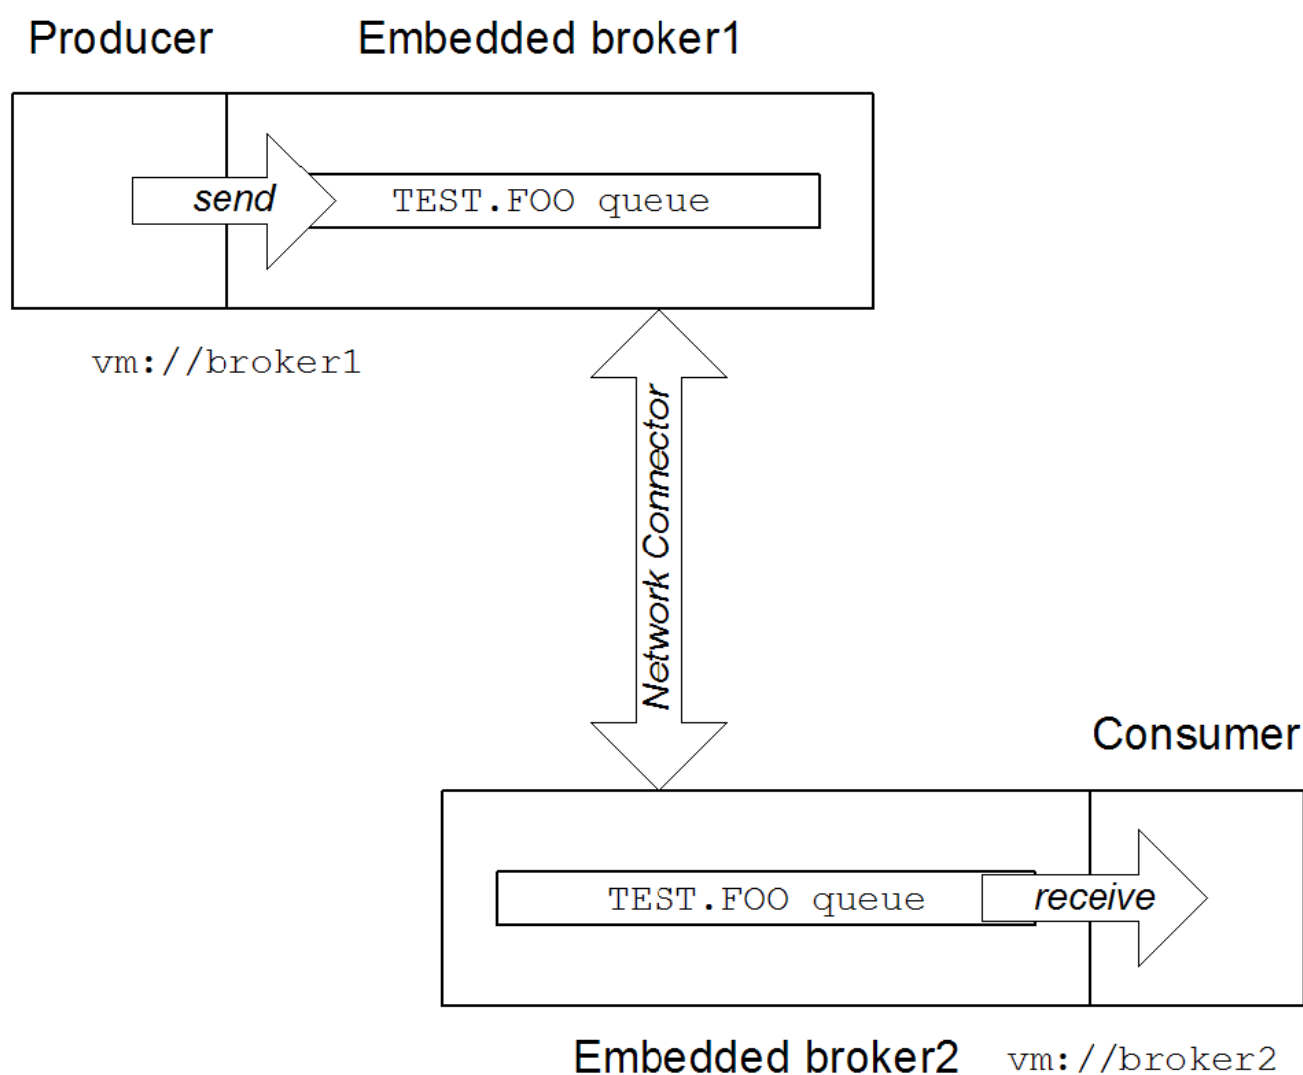 Producer
Embedded broker1
send
TEST.FOO queue
vm://broker1
Network Connector
Consumer
TEST.FOO queue
receive
Embedded broker2
vm://broker2